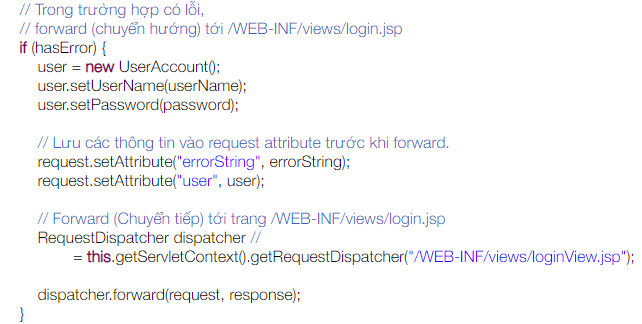 // Trong trường hợp có lỗi,
// forward (chuyển hướng) tới /WEB-INF/views/login.jsp
if (hasError) {
user = new UserAccount();
user.setUserName(userName);
user.setPassword(password);
// Lưu các thông tin vào request attribute trước khi forward.
request.setAttribute("errorString", errorString);
request.setAttribute("user", user);
// Forward (Chuyển tiếp) tới trang /WEB-INF/views/login.jsp
RequestDispatcher dispatcher //
= this.getServletContext().getRequestDispatcher("/WEB-INF/views/loginView.jsp");
dispatcher.forward(request, response);
}